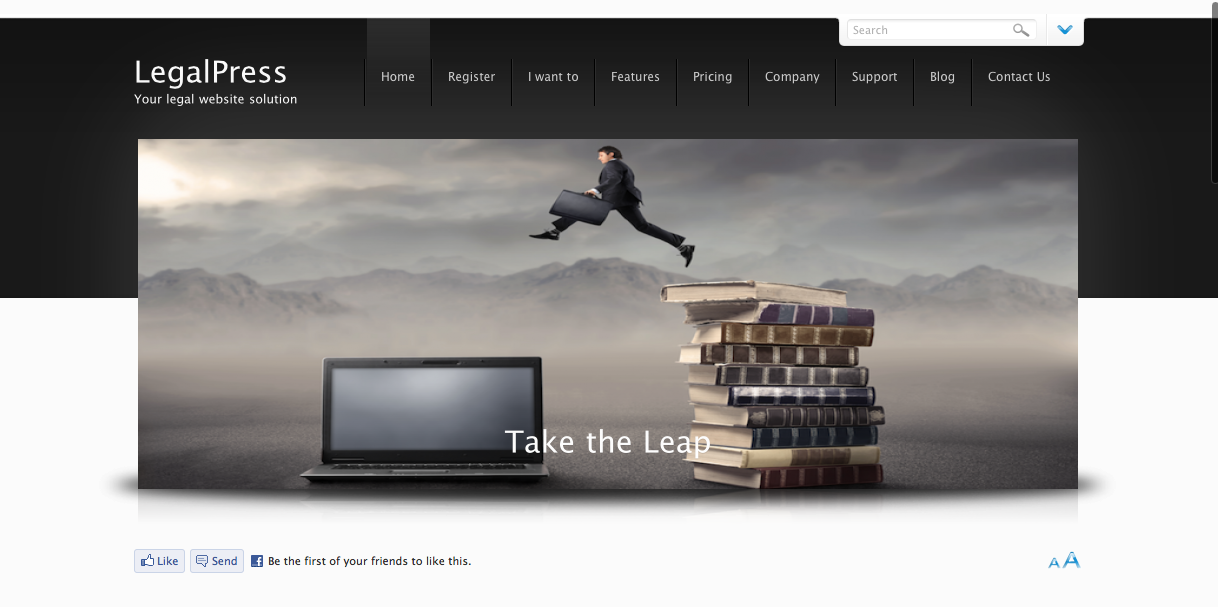 Search
LegalPress
Your legal website solution
Home
Register
I want to
Features
Pricing
Company
Support
Blog
Contact Us
Take the Leap
Like
Send
f
Be the first of your friends to like this.
A A